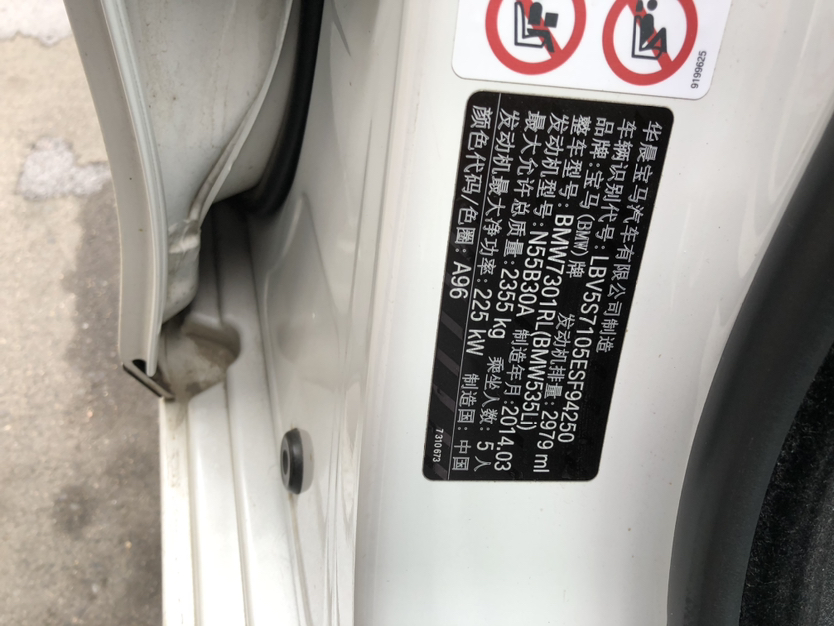 9199625
华晨宝马汽车有限公司制造
车辆识别代号:LBV5S7105ESF94250
品牌:宝马(BMW)牌 发动机排量:2979 ml
整车型号:BMW7301RL(BMW535Li)
发动机型号:N55B30A 制造年月:2014.03
最大允许总质量:2355 kg 乘坐人数:5人
发动机最大净功率:225 kW 制造国:中国
颜色代码/色圈:A96
7310673